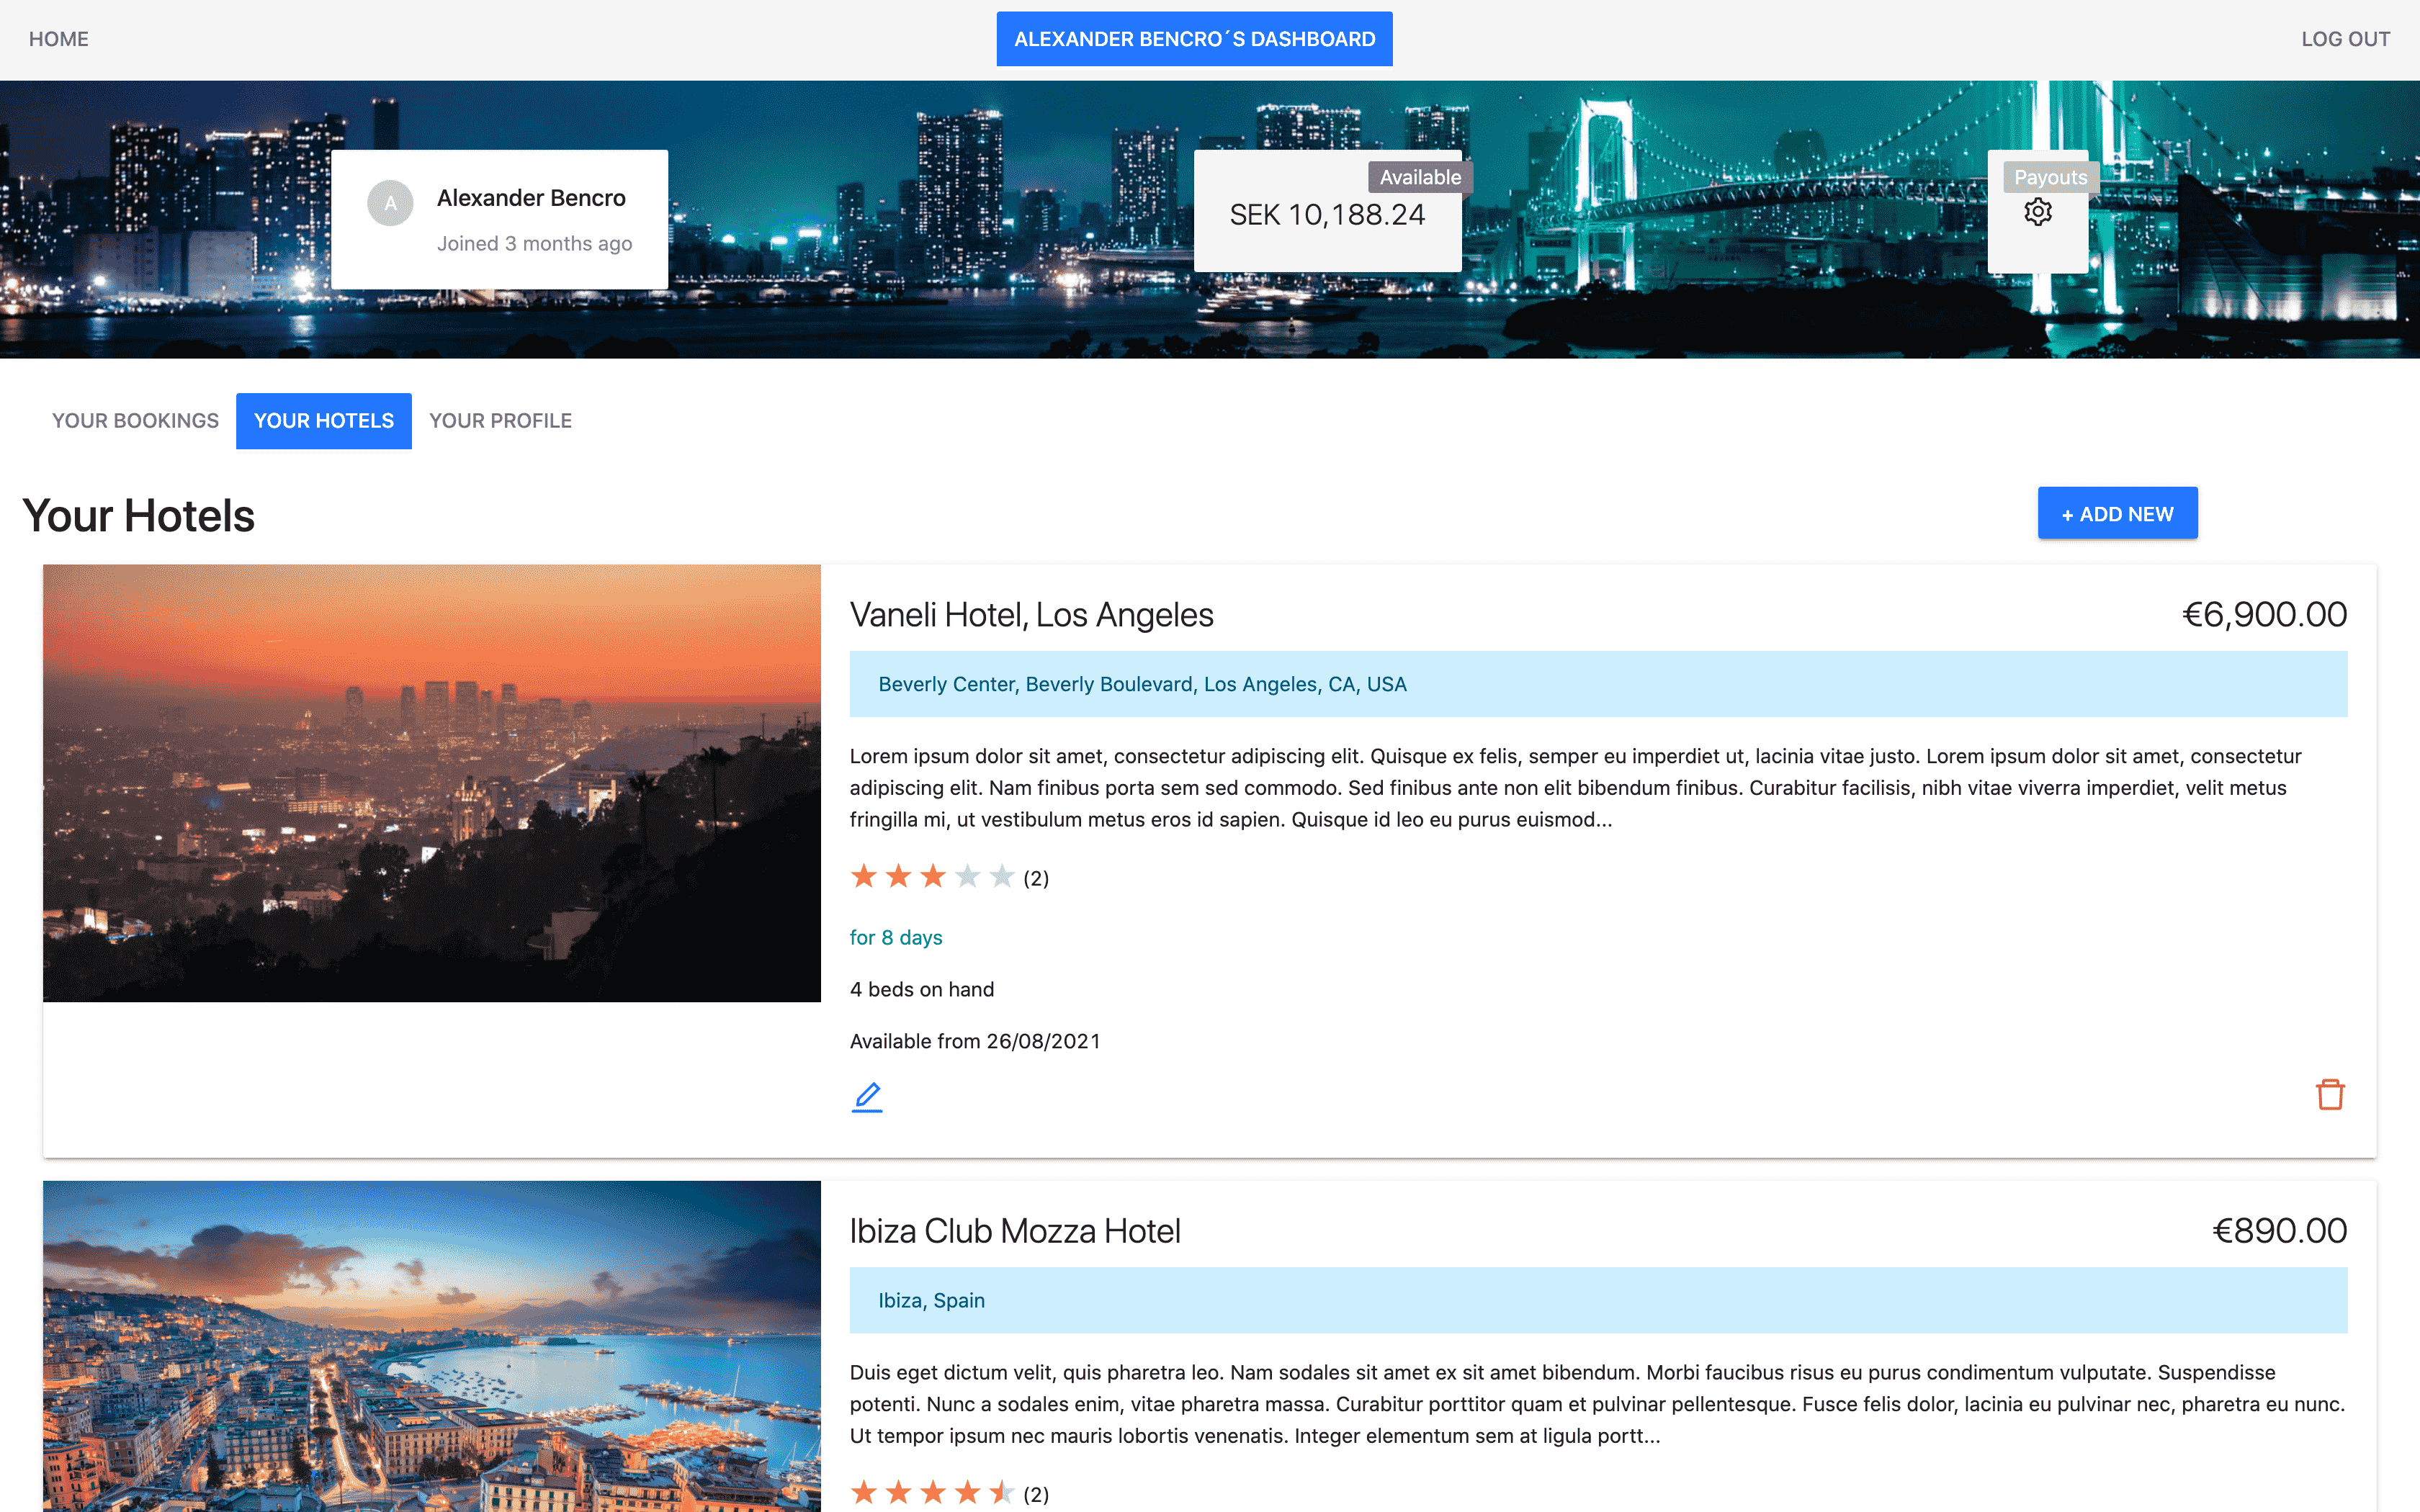 HOME
ALEXANDER BENCRO´S DASHBOARD
LOG OUT
A
Alexander Bencro
Joined 3 months ago
Available
SEK 10,188.24
Payouts
YOUR BOOKINGS
YOUR HOTELS
YOUR PROFILE
Your Hotels
+ ADD NEW
Vaneli Hotel, Los Angeles
€6,900.00
Beverly Center, Beverly Boulevard, Los Angeles, CA, USA
Lorem ipsum dolor sit amet, consectetur adipiscing elit. Quisque ex felis, semper eu imperdiet ut, lacinia vitae justo. Lorem ipsum dolor sit amet, consectetur
adipiscing elit. Nam finibus porta sem sed commodo. Sed finibus ante non elit bibendum finibus. Curabitur facilisis, nibh vitae viverra imperdiet, velit metus
fringilla mi, ut vestibulum metus eros id sapien. Quisque id leo eu purus euismod...
(2)
for 8 days
4 beds on hand
Available from 26/08/2021
Ibiza Club Mozza Hotel
€890.00
Ibiza, Spain
Duis eget dictum velit, quis pharetra leo. Nam sodales sit amet ex sit amet bibendum. Morbi faucibus risus eu purus condimentum vulputate. Suspendisse
potenti. Nunc a sodales enim, vitae pharetra massa. Curabitur porttitor quam et pulvinar pellentesque. Fusce felis dolor, lacinia eu pulvinar nec, pharetra eu nunc.
Ut tempor ipsum nec mauris lobortis venenatis. Integer elementum sem at ligula portt...
(2)